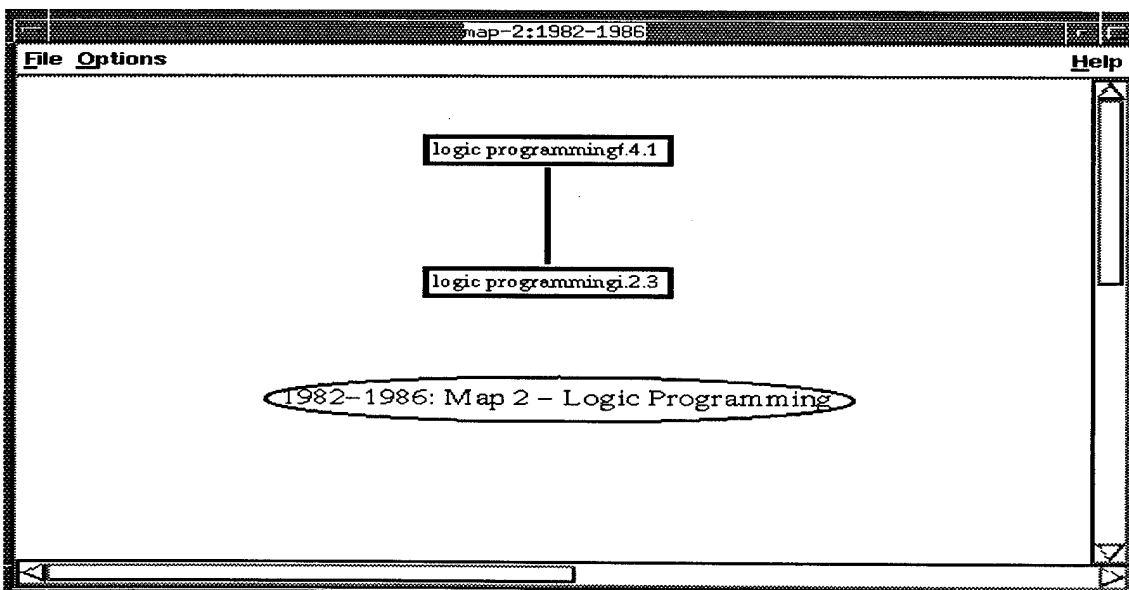 map-2:1982-1986
File Options Help
logic programmingf.4.1
logic programmingi.2.3
1982-1986: Map 2 - Logic Programming